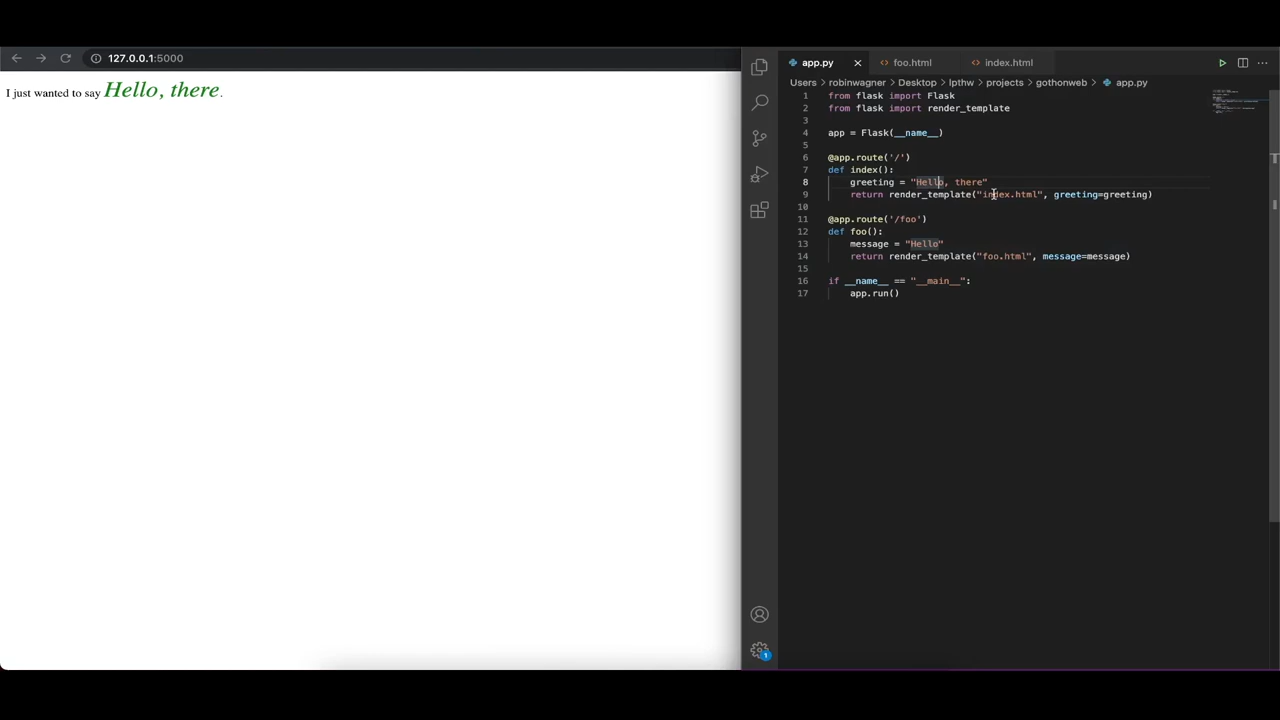 127.0.0.1:5000
I just wanted to say Hello, there.
app.py
foo.html
index.html
Users > robinwagner > Desktop > lpthw > projects > gothonweb > app.py
1 from flask import Flask
2 from flask import render_template
3
4 app = Flask(__name__)
5
6 @app.route('/')
7 def index():
8 greeting = "Hello, there"
9 return render_template("index.html", greeting=greeting)
10
11 @app.route('/foo')
12 def foo():
13 message = "Hello"
14 return render_template("foo.html", message=message)
15
16 if __name__ == "__main__":
17 app.run()
1